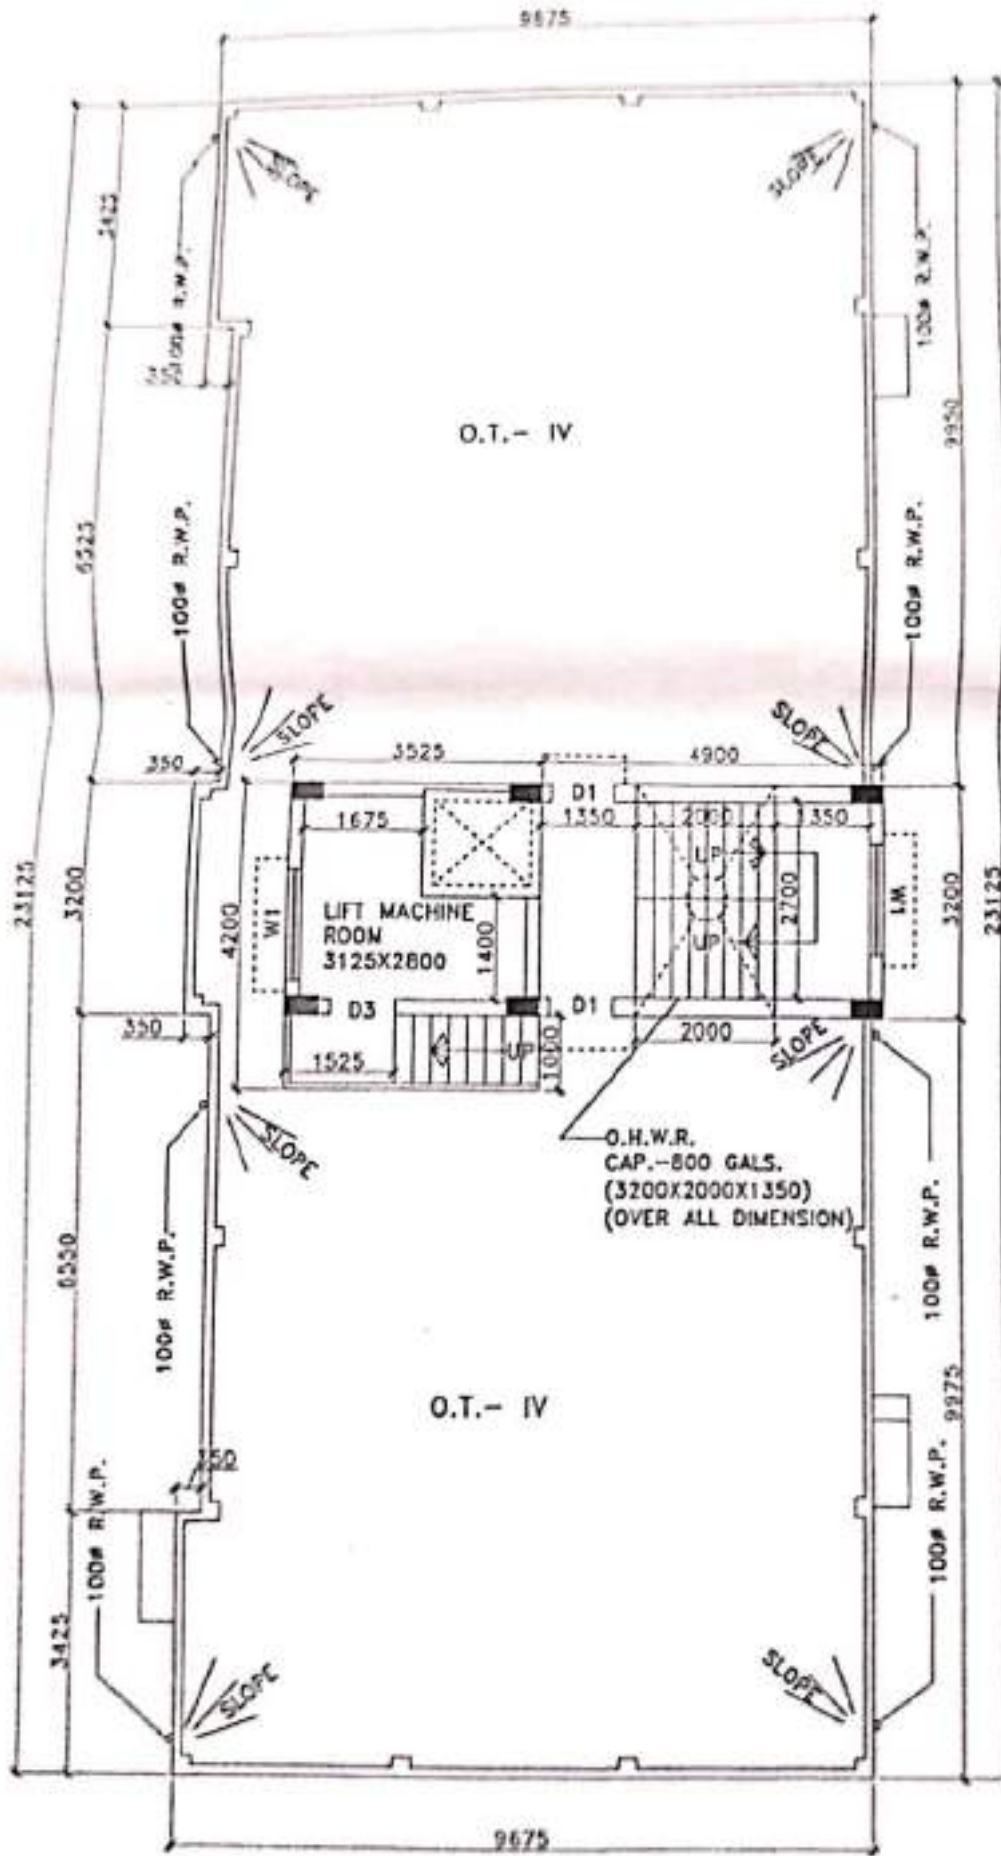 9675
SLOPE
SLOPE
3425
100ø R.W.P.
100ø R.W.P.
O.T.- IV
9950
6525
100ø R.W.P.
100ø R.W.P.
SLOPE
SLOPE
350
3525
4900
D1
1675
1350
2000
1350
UP
23125
3200
4200
W1
LIFT MACHINE
ROOM
3125X2800
1400
2700
UP
W1
3200
23125
D3
D1
350
1525
UP
1000
2000
SLOPE
SLOPE
O.H.W.R.
CAP.-800 GALS.
(3200X2000X1350)
(OVER ALL DIMENSION)
6550
100ø R.W.P.
100ø R.W.P.
O.T.- IV
9975
350
100ø R.W.P.
100ø R.W.P.
3425
SLOPE
SLOPE
9675